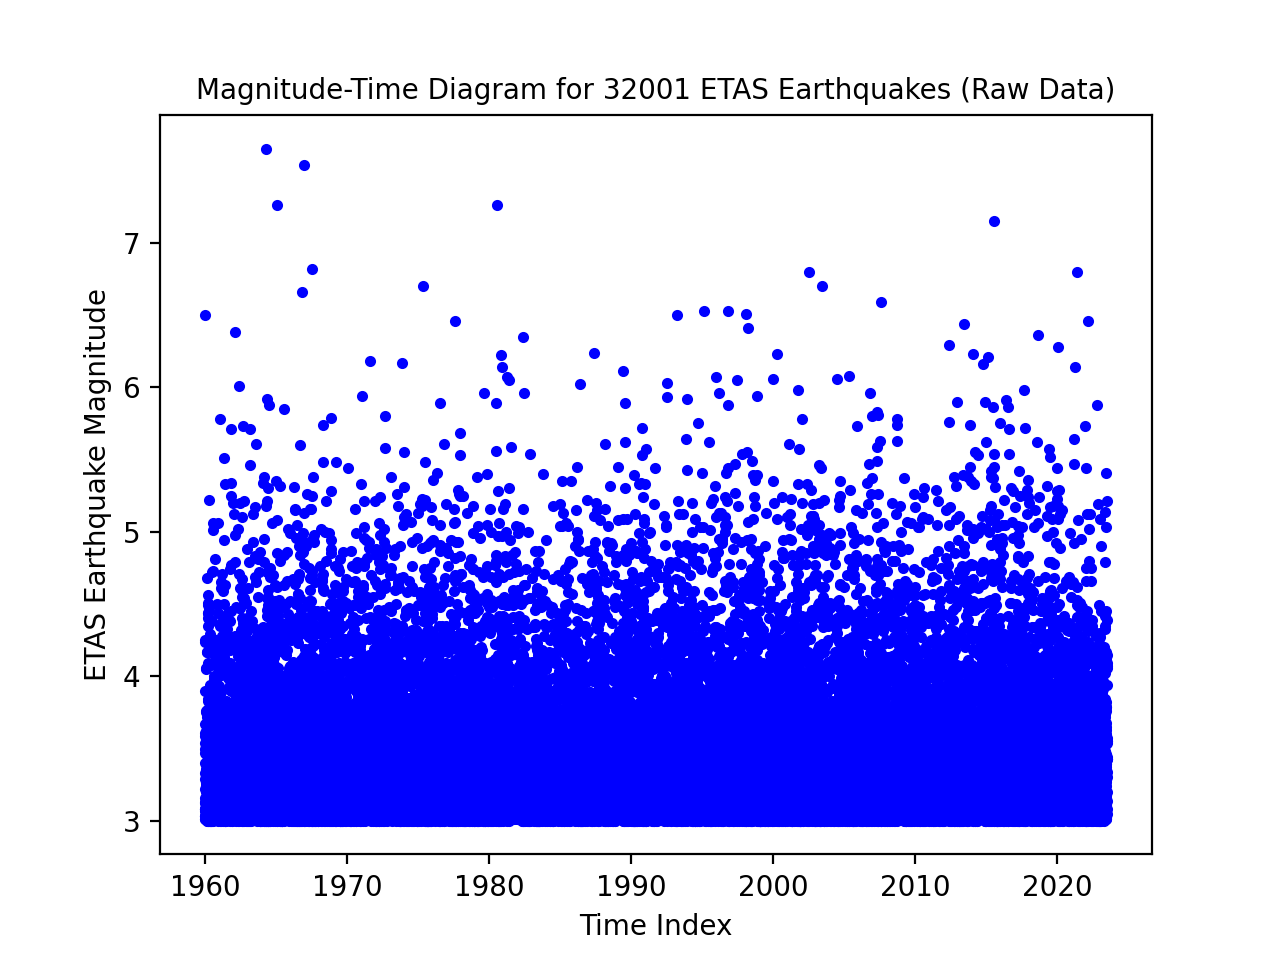 Magnitude-Time Diagram for 32001 ETAS Earthquakes (Raw Data)
ETAS Earthquake Magnitude
7
6
5
4
3
1960 1970 1980 1990 2000 2010 2020
Time Index